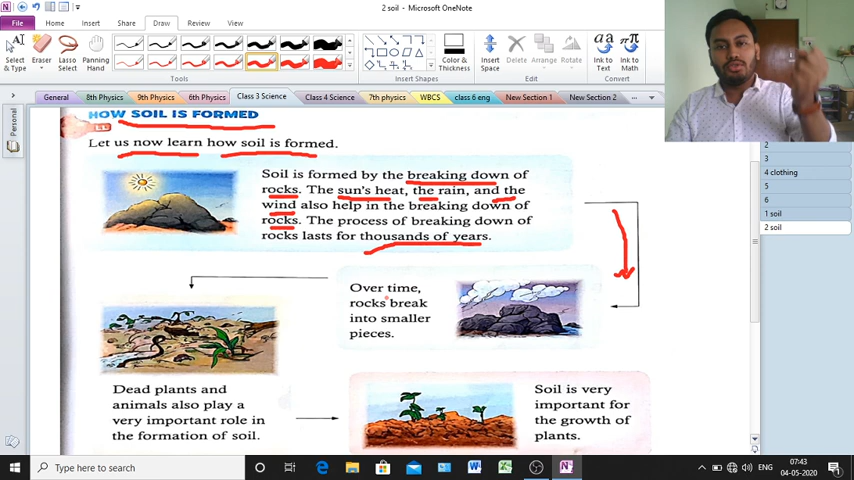 2 soil - OneNote
File Home Insert Share Draw Review View
Select & Type
Eraser
Lasso Select
Panning Hand
Tools
Insert Shapes
Color & Thickness
Insert Space
Delete
Arrange
Rotate
Edit
Ink to Text
Ink to Math
Convert
General 8th Physics 9th Physics 6th Physics Class 3 Science Class 4 Science 7th physics WBCS class 6 eng New Section 1 New Section 2
Personal
HOW SOIL IS FORMED
Let us now learn how soil is formed.
Soil is formed by the breaking down of
rocks. The sun's heat, the rain, and the
wind also help in the breaking down of
rocks. The process of breaking down of
rocks lasts for thousands of years.
Over time,
rocks break
into smaller
pieces.
Dead plants and
animals also play a
very important role in
the formation of soil.
Soil is very
important for
the growth of
plants.
2
3
4 clothing
5
6
1 soil
2 soil
Type here to search
ENG
07:43
04-05-2020